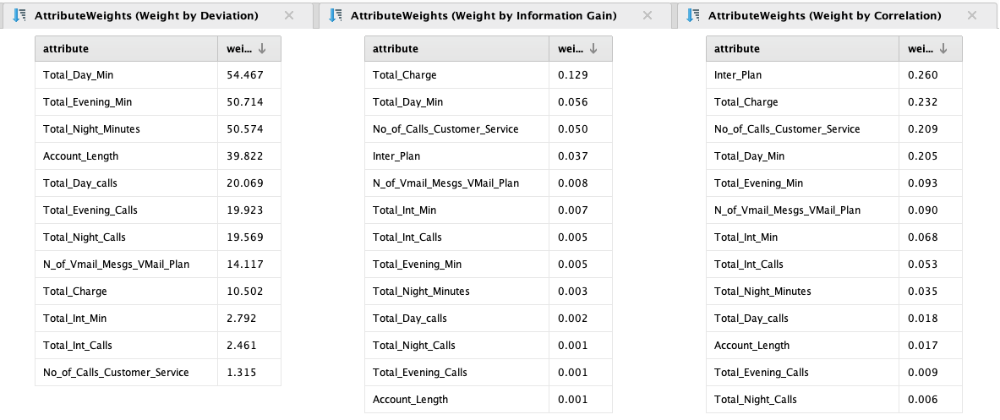 AttributeWeights (Weight by Deviation)
attribute wei...
Total_Day_Min 54.467
Total_Evening_Min 50.714
Total_Night_Minutes 50.574
Account_Length 39.822
Total_Day_calls 20.069
Total_Evening_Calls 19.923
Total_Night_Calls 19.569
N_of_Vmail_Mesgs_VMail_Plan 14.117
Total_Charge 10.502
Total_Int_Min 2.792
Total_Int_Calls 2.461
No_of_Calls_Customer_Service 1.315
AttributeWeights (Weight by Information Gain)
attribute wei...
Total_Charge 0.129
Total_Day_Min 0.056
No_of_Calls_Customer_Service 0.050
Inter_Plan 0.037
N_of_Vmail_Mesgs_VMail_Plan 0.008
Total_Int_Min 0.007
Total_Int_Calls 0.005
Total_Evening_Min 0.005
Total_Night_Minutes 0.003
Total_Day_calls 0.002
Total_Night_Calls 0.001
Total_Evening_Calls 0.001
Account_Length 0.001
AttributeWeights (Weight by Correlation)
attribute wei...
Inter_Plan 0.260
Total_Charge 0.232
No_of_Calls_Customer_Service 0.209
Total_Day_Min 0.205
Total_Evening_Min 0.093
N_of_Vmail_Mesgs_VMail_Plan 0.090
Total_Int_Min 0.068
Total_Int_Calls 0.053
Total_Night_Minutes 0.035
Total_Day_calls 0.018
Account_Length 0.017
Total_Evening_Calls 0.009
Total_Night_Calls 0.006